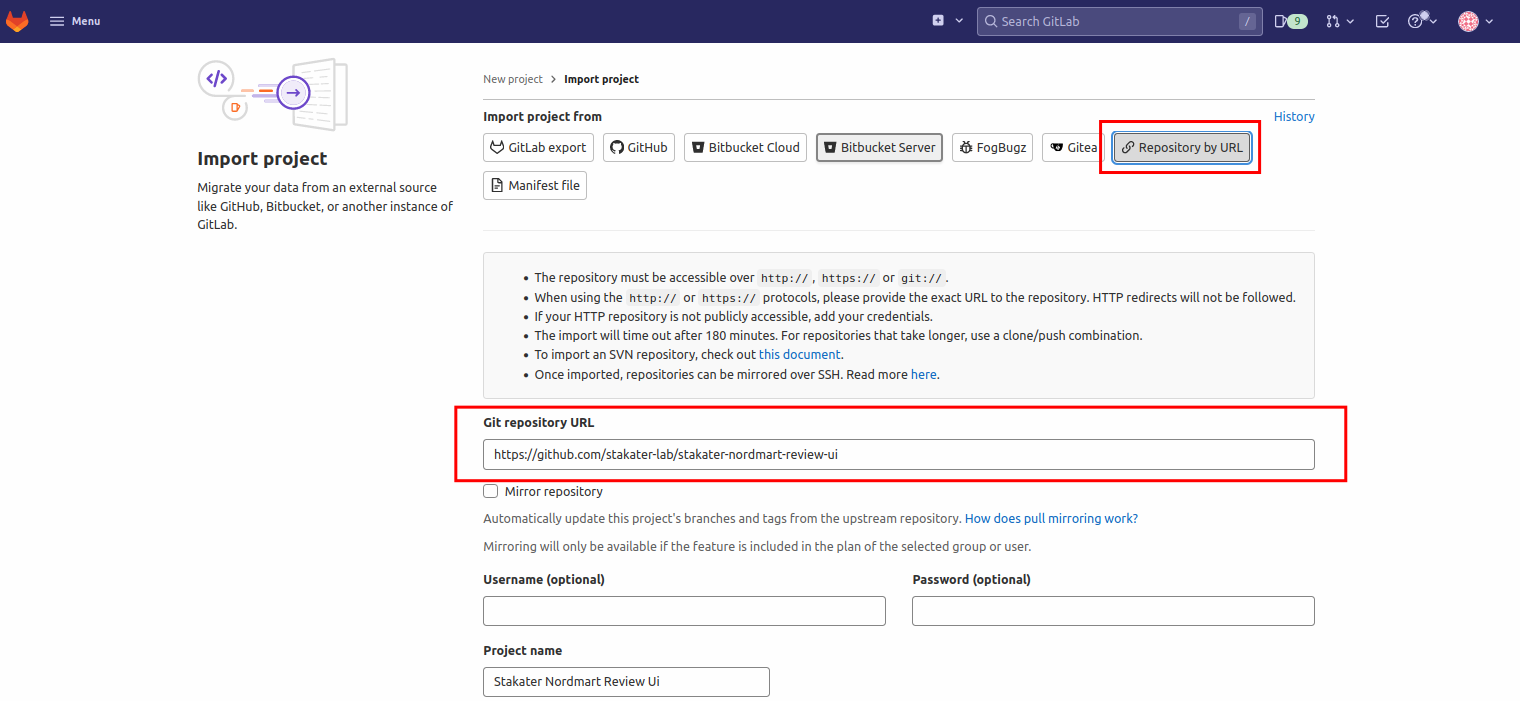 Menu
Search GitLab
/
9
New project > Import project
Import project from
History
GitLab export
GitHub
Bitbucket Cloud
Bitbucket Server
FogBugz
Gitea
Repository by URL
Manifest file
Import project
Migrate your data from an external source
like GitHub, Bitbucket, or another instance of
GitLab.
• The repository must be accessible over http://, https:// or git://.
• When using the http:// or https:// protocols, please provide the exact URL to the repository. HTTP redirects will not be followed.
• If your HTTP repository is not publicly accessible, add your credentials.
• The import will time out after 180 minutes. For repositories that take longer, use a clone/push combination.
• To import an SVN repository, check out this document.
• Once imported, repositories can be mirrored over SSH. Read more here.
Git repository URL
https://github.com/stakater-lab/stakater-nordmart-review-ui
Mirror repository
Automatically update this project's branches and tags from the upstream repository. How does pull mirroring work?
Mirroring will only be available if the feature is included in the plan of the selected group or user.
Username (optional)
Password (optional)
Project name
Stakater Nordmart Review Ui